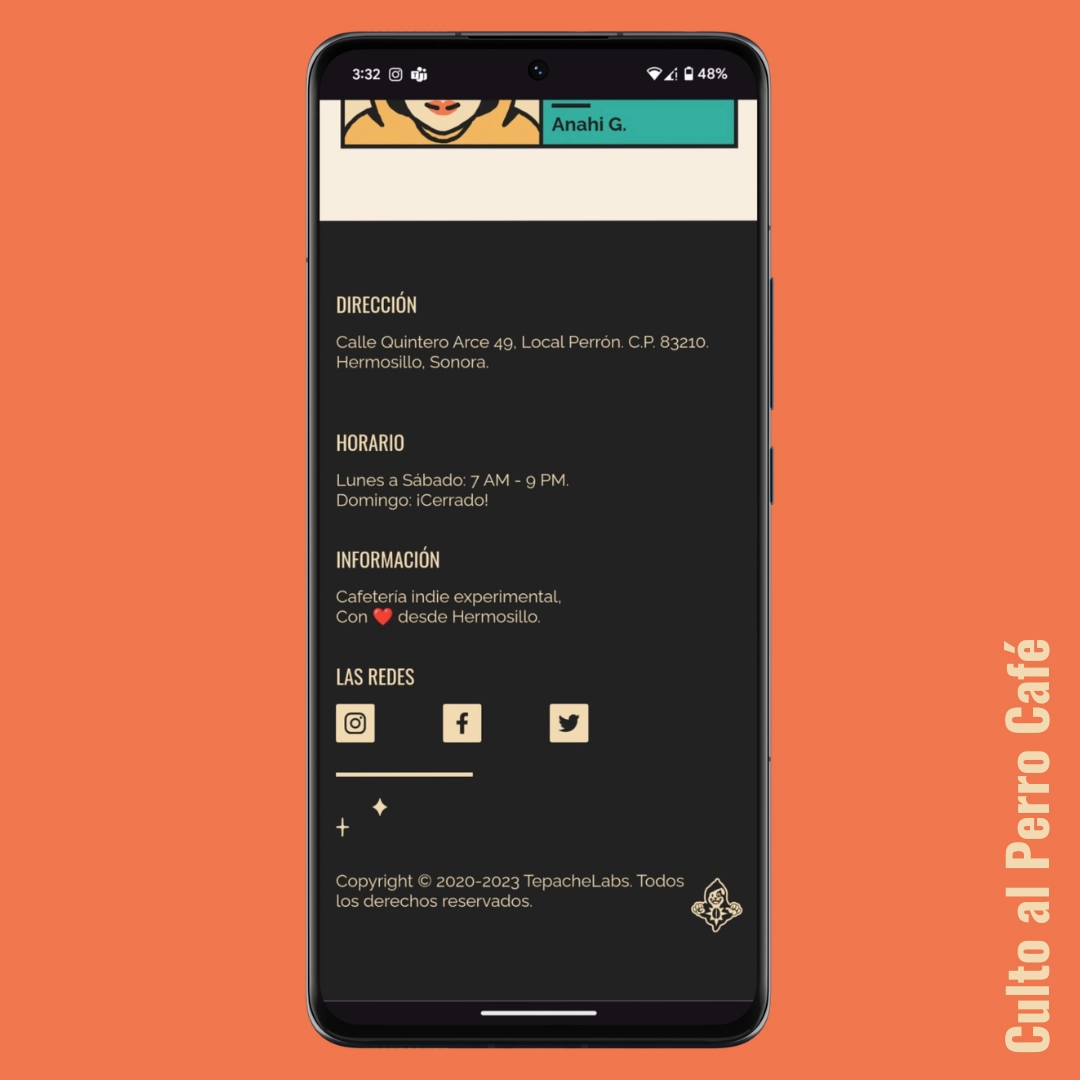 3:32
48%
Anahi G.
DIRECCIÓN
Calle Quintero Arce 49, Local Perrón. C.P. 83210.
Hermosillo, Sonora.
HORARIO
Lunes a Sábado: 7 AM - 9 PM.
Domingo: ¡Cerrado!
INFORMACIÓN
Cafetería indie experimental,
Con ❤️ desde Hermosillo.
LAS REDES
Copyright © 2020-2023 TepacheLabs. Todos
los derechos reservados.
Culto al Perro Café